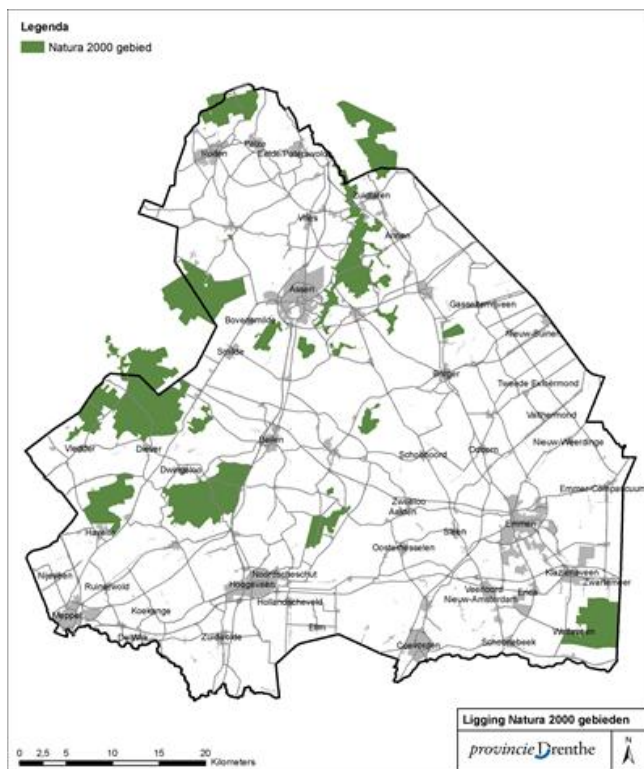 Legenda
Natura 2000 gebied
Roden
Peize
Eelde/Paterswolde
Zuidlaren
Vries
Annen
Assen
Gasselternijveen
Bovensmilde
Nieuw-Buinen
Smilde
Borger
Tweede Exloermond
Valthermond
Vledder
Diever
Beilen
Nieuw-Weerdinge
Schoonoord
Odoorn
Dwingeloo
Emmer-Compascuum
Zweeloo
Aalden
Emmen
Sleen
Havelte
Oosterhesselen
Nijeveen
Noordscheschut
Klazienaveen
Zwartemeer
Ruinerwold
Hoogeveen
Veenoord
Erica
Nieuw-Amsterdam
Meppel
Koekange
Hollandscheveld
Elim
De Wijk
Zuidwolde
Coevorden
Schoonebeek
Weiteveen
Ligging Natura 2000 gebieden
provincie Drenthe
N
0 2,5 5 10 15 20
Kilometers